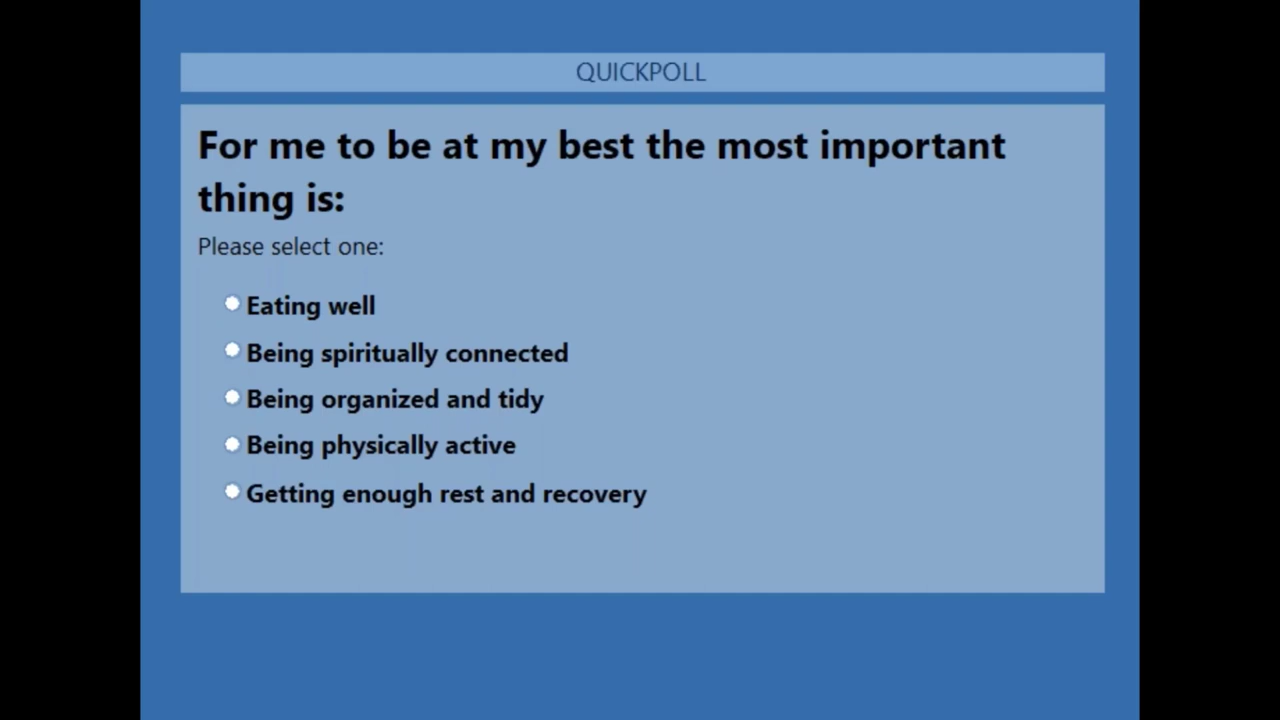 QUICKPOLL
For me to be at my best the most important
thing is:
Please select one:
Eating well
Being spiritually connected
Being organized and tidy
Being physically active
Getting enough rest and recovery